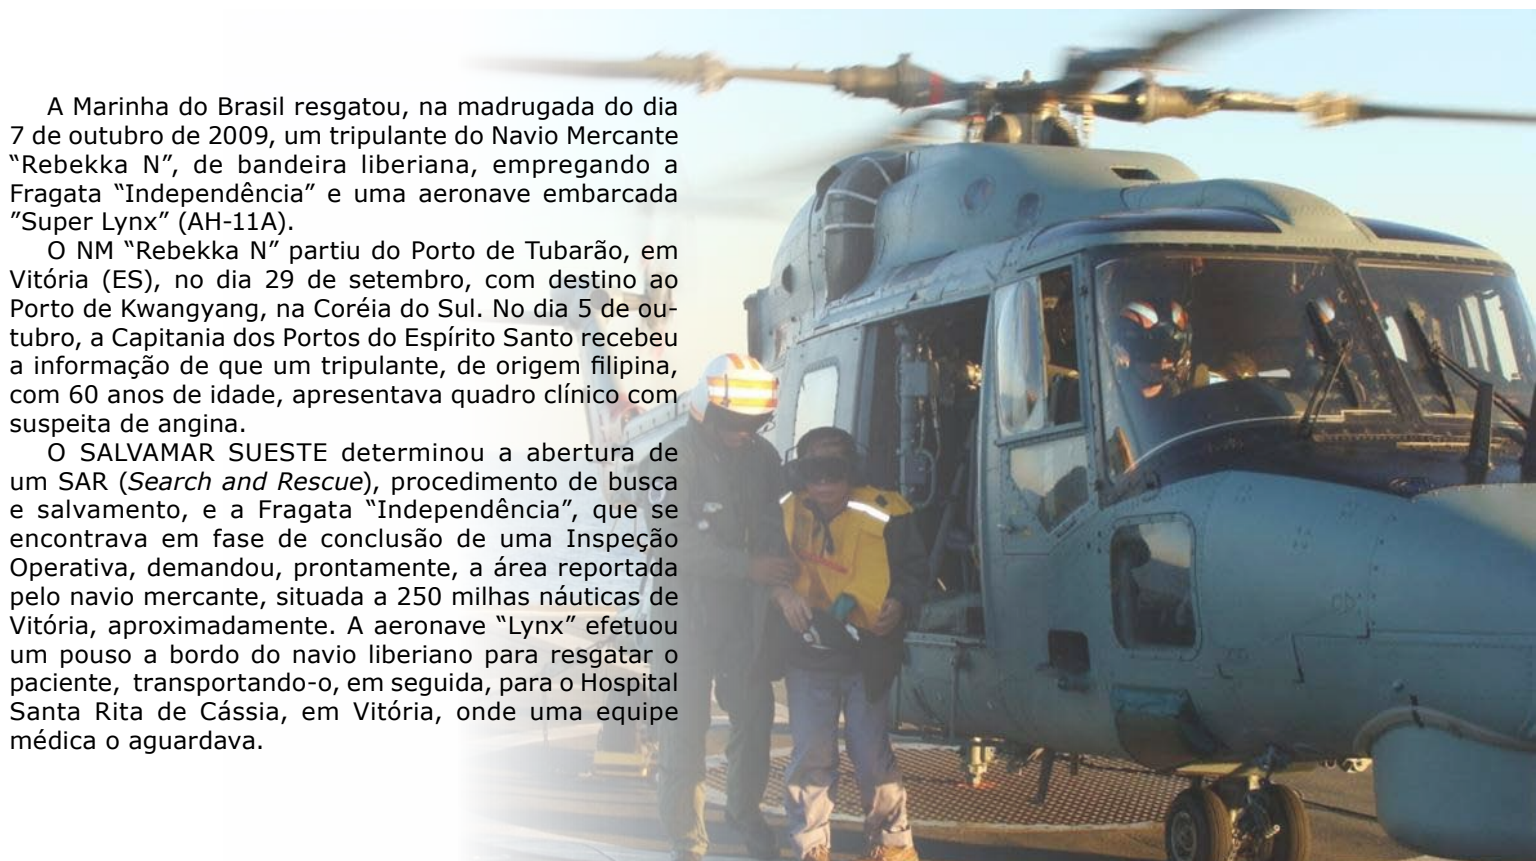 A Marinha do Brasil resgatou, na madrugada do dia
7 de outubro de 2009, um tripulante do Navio Mercante
“Rebekka N”, de bandeira liberiana, empregando a
Fragata “Independência” e uma aeronave embarcada
”Super Lynx” (AH-11A).
O NM “Rebekka N” partiu do Porto de Tubarão, em
Vitória (ES), no dia 29 de setembro, com destino ao
Porto de Kwangyang, na Coréia do Sul. No dia 5 de ou-
tubro, a Capitania dos Portos do Espírito Santo recebeu
a informação de que um tripulante, de origem filipina,
com 60 anos de idade, apresentava quadro clínico com
suspeita de angina.
O SALVAMAR SUESTE determinou a abertura de
um SAR (Search and Rescue), procedimento de busca
e salvamento, e a Fragata “Independência”, que se
encontrava em fase de conclusão de uma Inspeção
Operativa, demandou, prontamente, a área reportada
pelo navio mercante, situada a 250 milhas náuticas de
Vitória, aproximadamente. A aeronave “Lynx” efetuou
um pouso a bordo do navio liberiano para resgatar o
paciente, transportando-o, em seguida, para o Hospital
Santa Rita de Cássia, em Vitória, onde uma equipe
médica o aguardava.